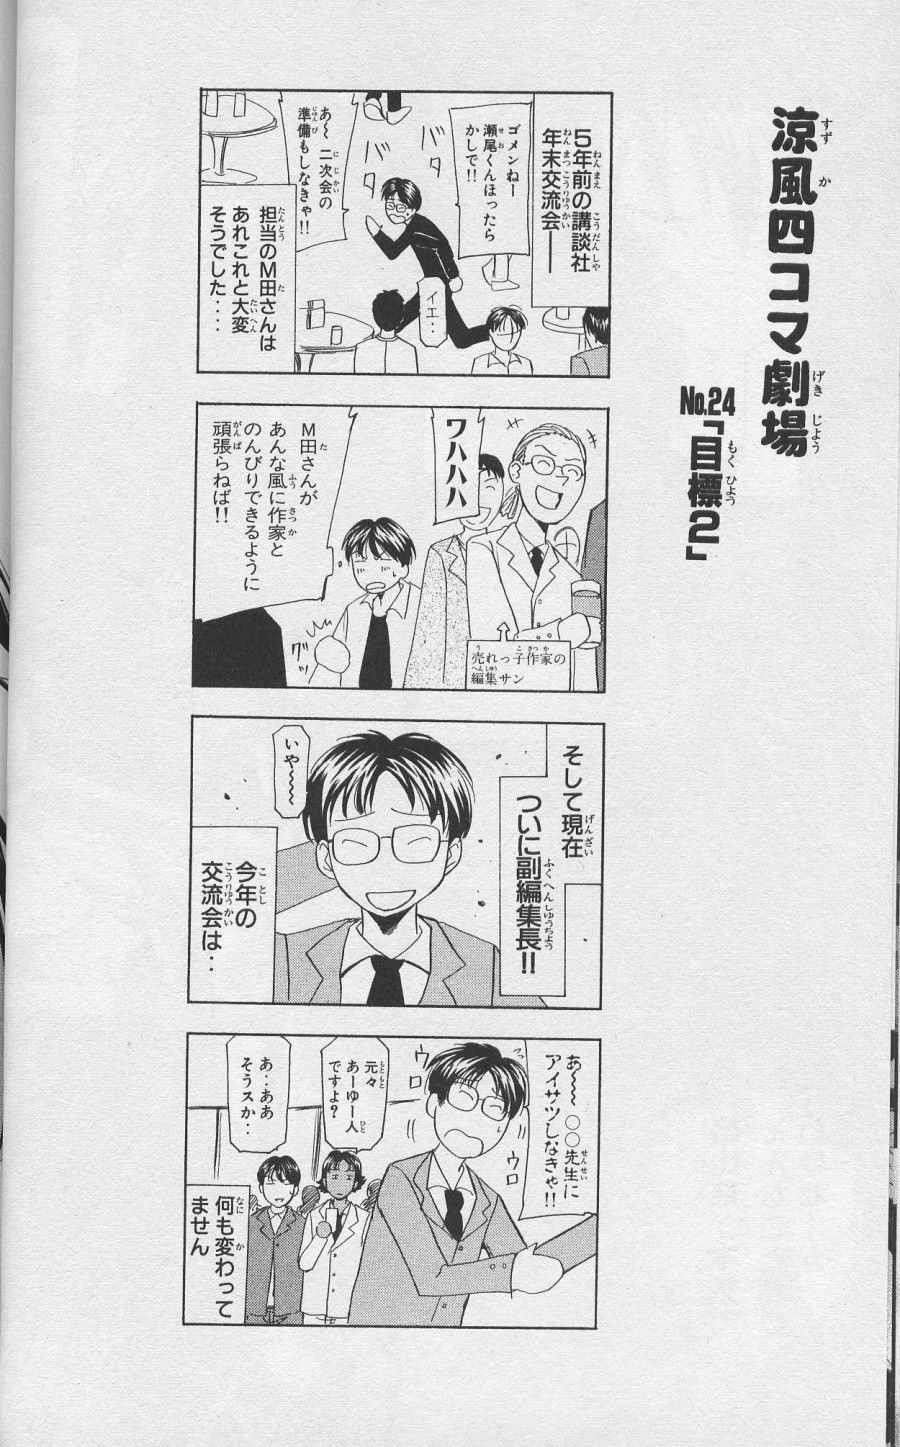 涼風四コマ劇場
No.24「目標2」
5年前の講談社
年末交流会――
ゴメンねー
瀬尾くんほったら
かしで!!
バタ
バタ
イエ‥
あ～ 二次会の
準備もしなきゃ!!
担当のM田さんは
あれこれと大変
そうでした‥‥
ワハハハ
売れっ子作家の
編集サン
グッ
M田さんが
あんな風に作家と
のんびりできるように
頑張らねば!!
そして現在
ついに副編集長!!
いや～～
今年の
交流会は‥
あ～～ ○○先生に
アイサツしなきゃ!!
ウロ
ウロ
元々
あーゆー人
ですよ?
あ‥ああ
そうスか‥
何も変わって
ません